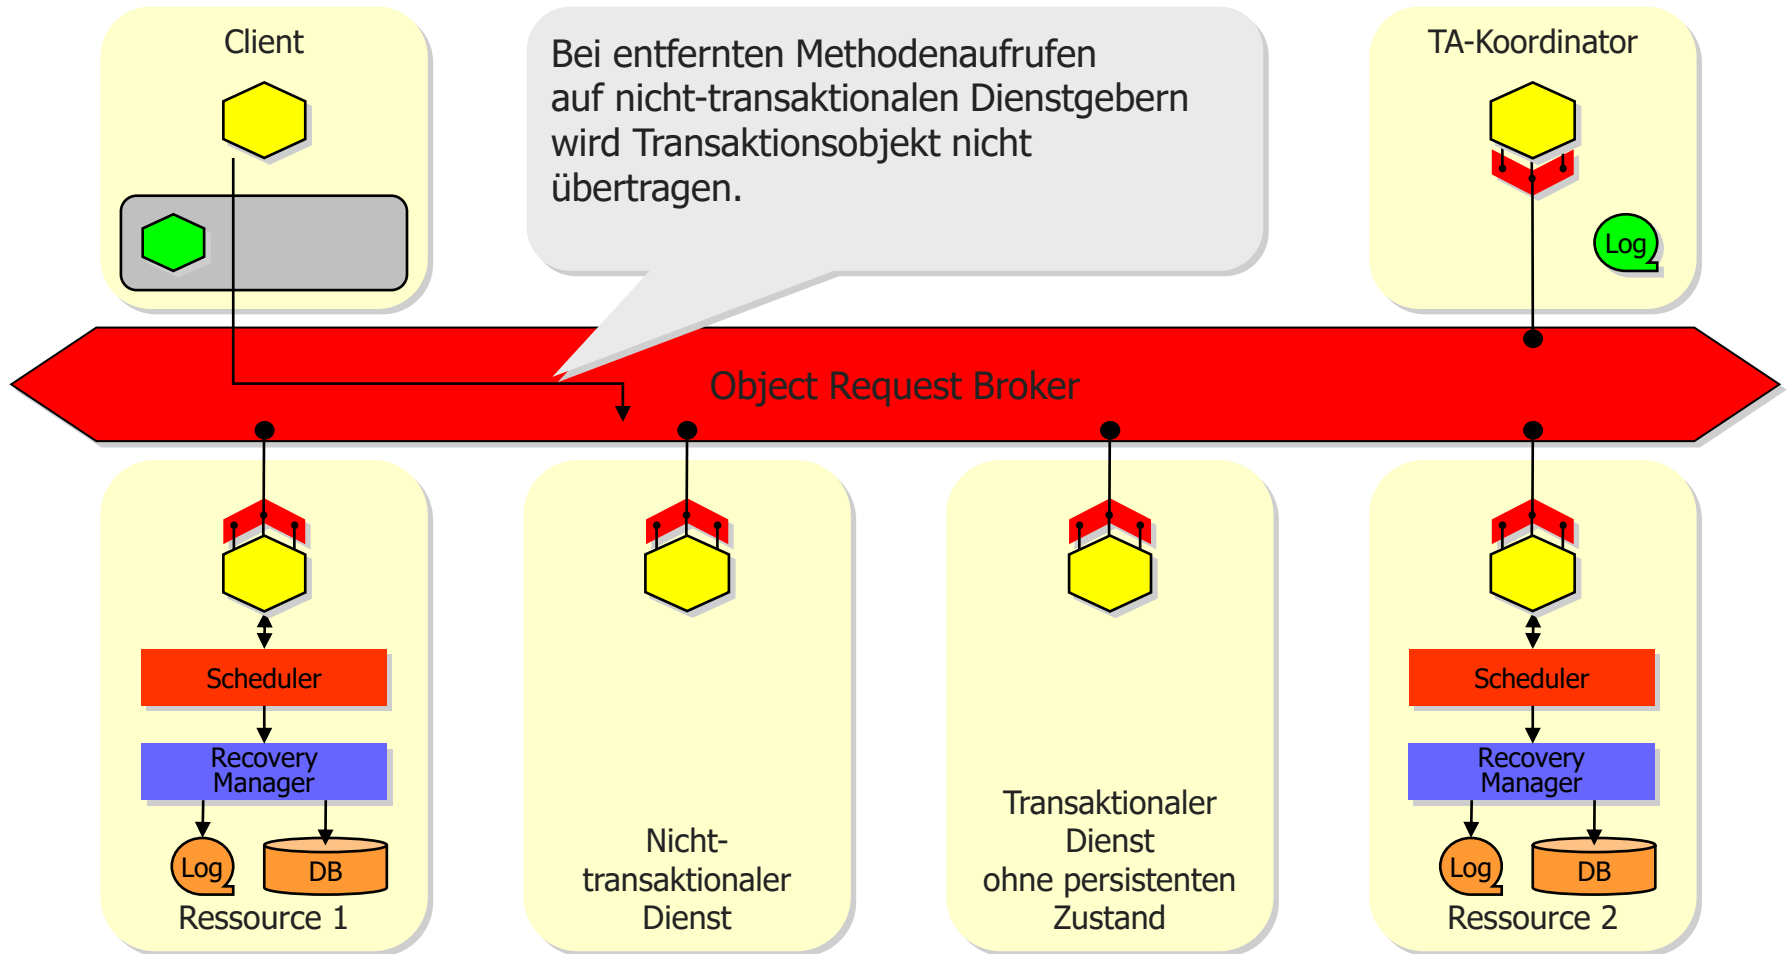 Client
Bei entfernten Methodenaufrufen
auf nicht-transaktionalen Dienstgebern
wird Transaktionsobjekt nicht
übertragen.
TA-Koordinator
Log
Object Request Broker
Scheduler
Recovery
Manager
Log
DB
Ressource 1
Nicht-
transaktionaler
Dienst
Transaktionaler
Dienst
ohne persistenten
Zustand
Scheduler
Recovery
Manager
Log
DB
Ressource 2